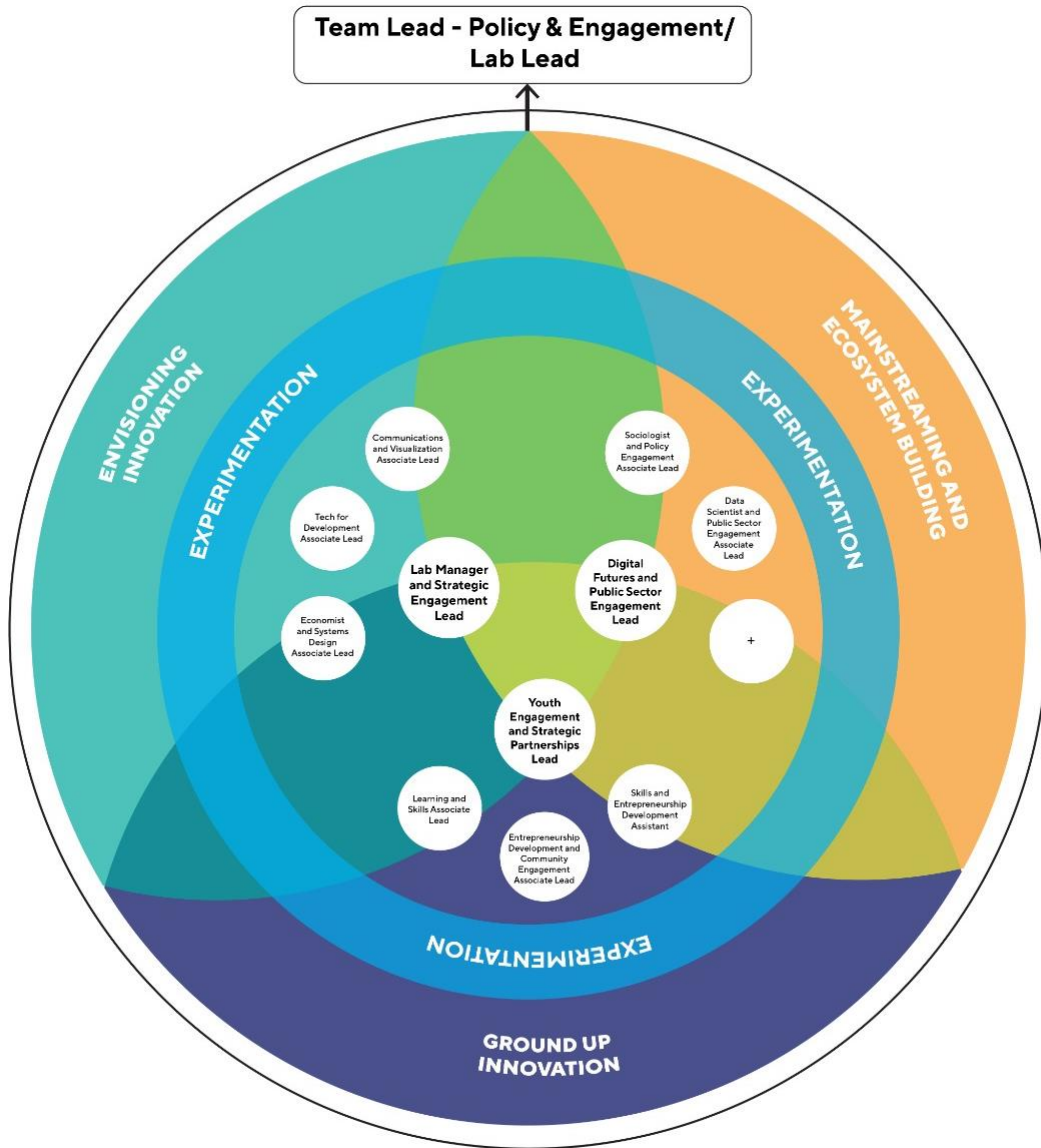 Team Lead - Policy & Engagement/
Lab Lead
ENVISIONING
INNOVATION
EXPERIMENTATION
MAINSTREAMING AND
ECOSYSTEM BUILDING
EXPERIMENTATION
Communications
and Visualization
Associate Lead
Sociologist
and Policy
Engagement
Associate Lead
Tech for
Development
Associate Lead
Data
Scientist and
Public Sector
Engagement
Associate
Lead
Lab Manager
and Strategic
Engagement
Lead
Digital
Futures and
Public Sector
Engagement
Lead
Economist
and Systems
Design
Associate Lead
+
Youth
Engagement
and Strategic
Partnerships
Lead
Learning and
Skills Associate
Lead
Skills and
Entrepreneurship
Development
Assistant
Entrepreneurship
Development and
Community
Engagement
Associate Lead
EXPERIMENTATION
GROUND UP
INNOVATION